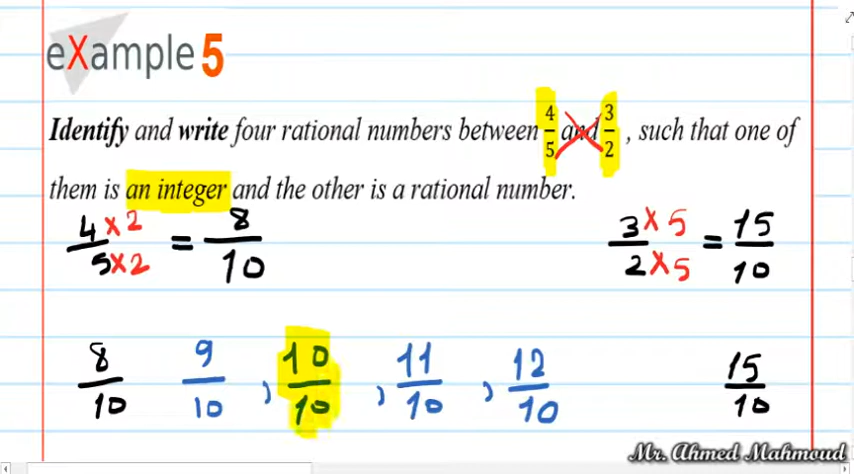 eXample 5
Identify and write four rational numbers between 4/5 and 3/2 , such that one of
them is an integer and the other is a rational number.
4×2/5×2 = 8/10 3×5/2×5 = 15/10
8/10 9/10 , 10/10 , 11/10 , 12/10 15/10
Mr. Ahmed Mahmoud